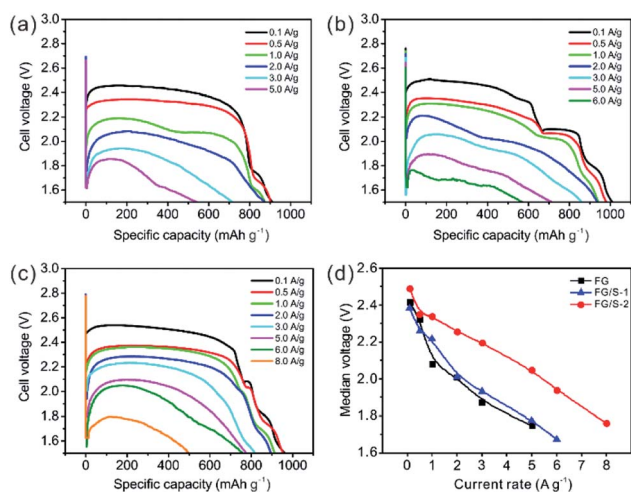 (a)
3.0
2.8
2.6
2.4
2.2
2.0
1.8
1.6
Cell voltage (V)
0.1 A/g
0.5 A/g
1.0 A/g
2.0 A/g
3.0 A/g
5.0 A/g
0 200 400 600 800 1000
Specific capacity (mAh g⁻¹)
(b)
3.0
2.8
2.6
2.4
2.2
2.0
1.8
1.6
Cell voltage (V)
0.1 A/g
0.5 A/g
1.0 A/g
2.0 A/g
3.0 A/g
5.0 A/g
6.0 A/g
0 200 400 600 800 1000
Specific capacity (mAh g⁻¹)
(c)
3.0
2.8
2.6
2.4
2.2
2.0
1.8
1.6
Cell voltage (V)
0.1 A/g
0.5 A/g
1.0 A/g
2.0 A/g
3.0 A/g
5.0 A/g
6.0 A/g
8.0 A/g
0 200 400 600 800 1000
Specific capacity (mAh g⁻¹)
(d)
2.6
2.4
2.2
2.0
1.8
1.6
Median voltage (V)
FG
FG/S-1
FG/S-2
0 1 2 3 4 5 6 7 8
Current rate (A g⁻¹)